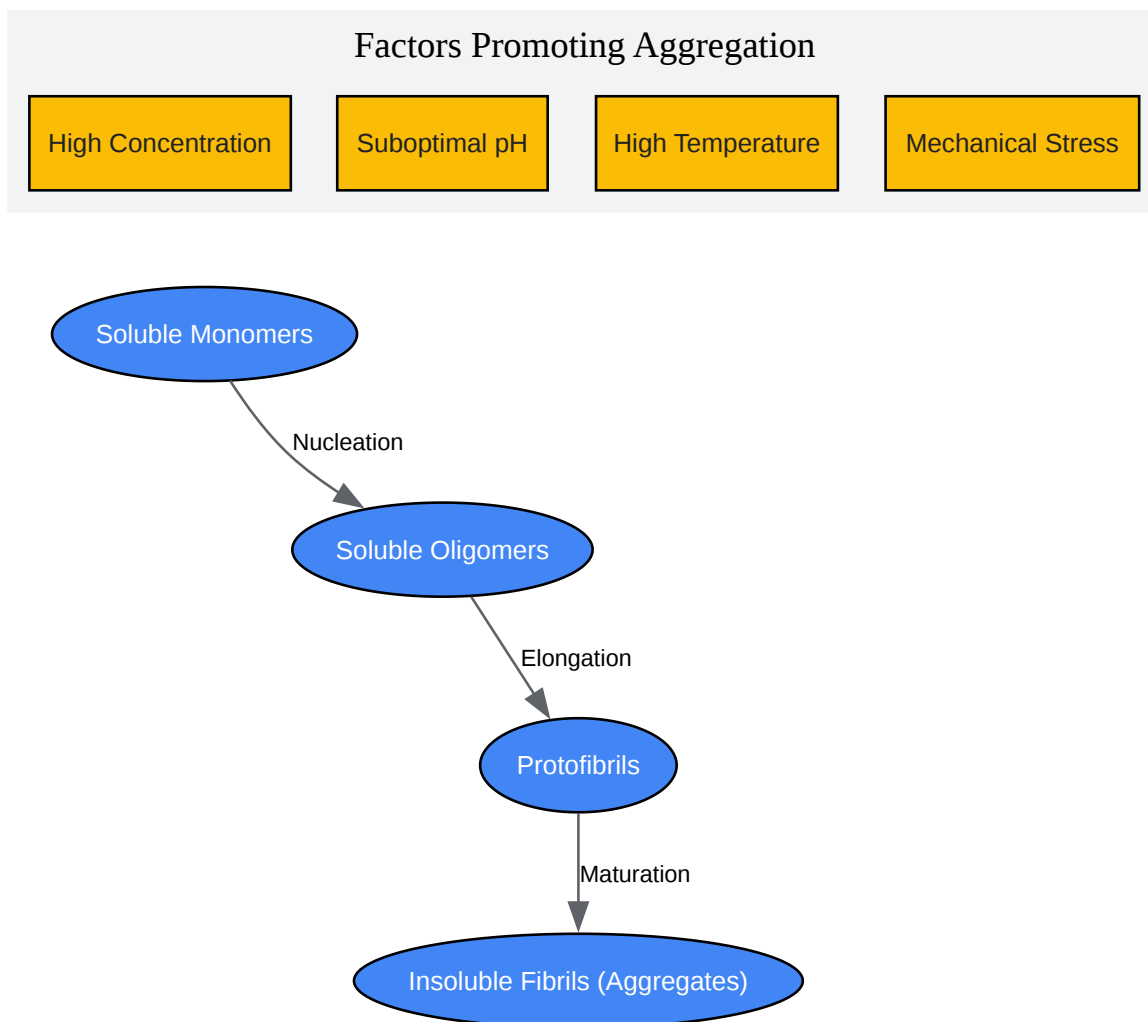 Factors Promoting Aggregation
High Concentration
Suboptimal pH
High Temperature
Mechanical Stress
Soluble Monomers
Nucleation
Soluble Oligomers
Elongation
Protofibrils
Maturation
Insoluble Fibrils (Aggregates)